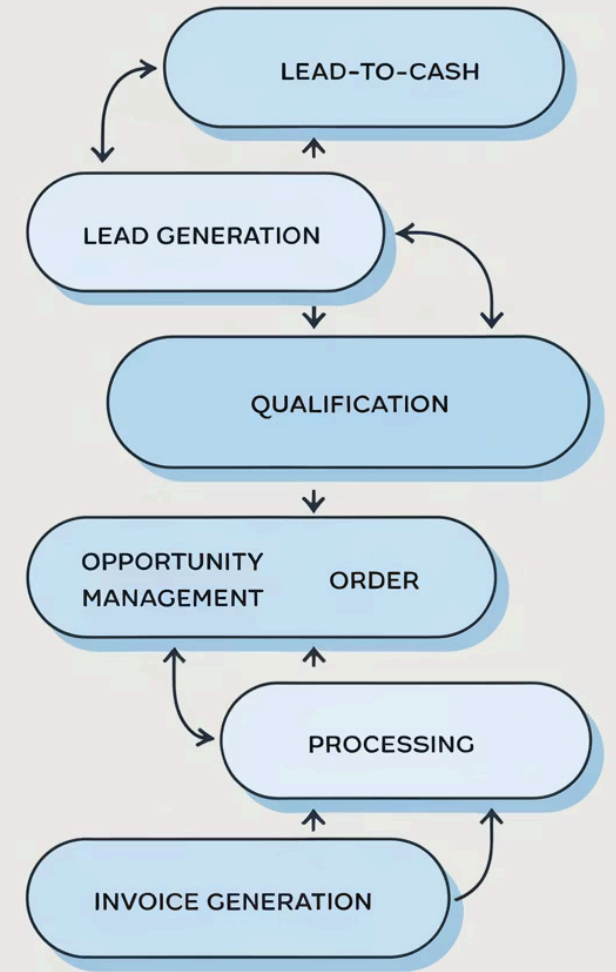 LEAD-TO-CASH
LEAD GENERATION
QUALIFICATION
OPPORTUNITY
MANAGEMENT
ORDER
PROCESSING
INVOICE GENERATION